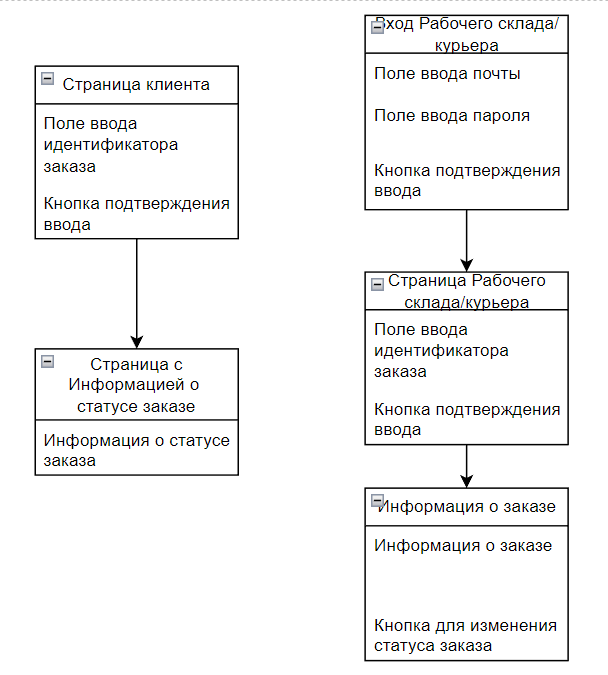 Страница клиента
Поле ввода
идентификатора
заказа
Кнопка подтверждения
ввода
Страница с
Информацией о
статусе заказе
Информация о статусе
заказа
Вход Рабочего склада/
курьера
Поле ввода почты
Поле ввода пароля
Кнопка подтверждения
ввода
Страница Рабочего
склада/курьера
Поле ввода
идентификатора
заказа
Кнопка подтверждения
ввода
Информация о заказе
Информация о заказе
Кнопка для изменения
статуса заказа